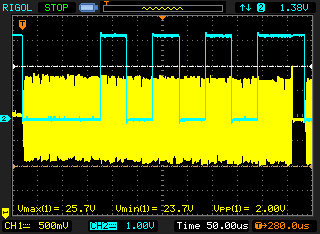 RIGOL STOP T 2 1.38V
T
2
Vmax(1)= 25.7V Vmin(1)= 23.7V Vpp(1)= 2.00V
CH1 500mV CH2 1.00V Time 50.00us T→280.0us